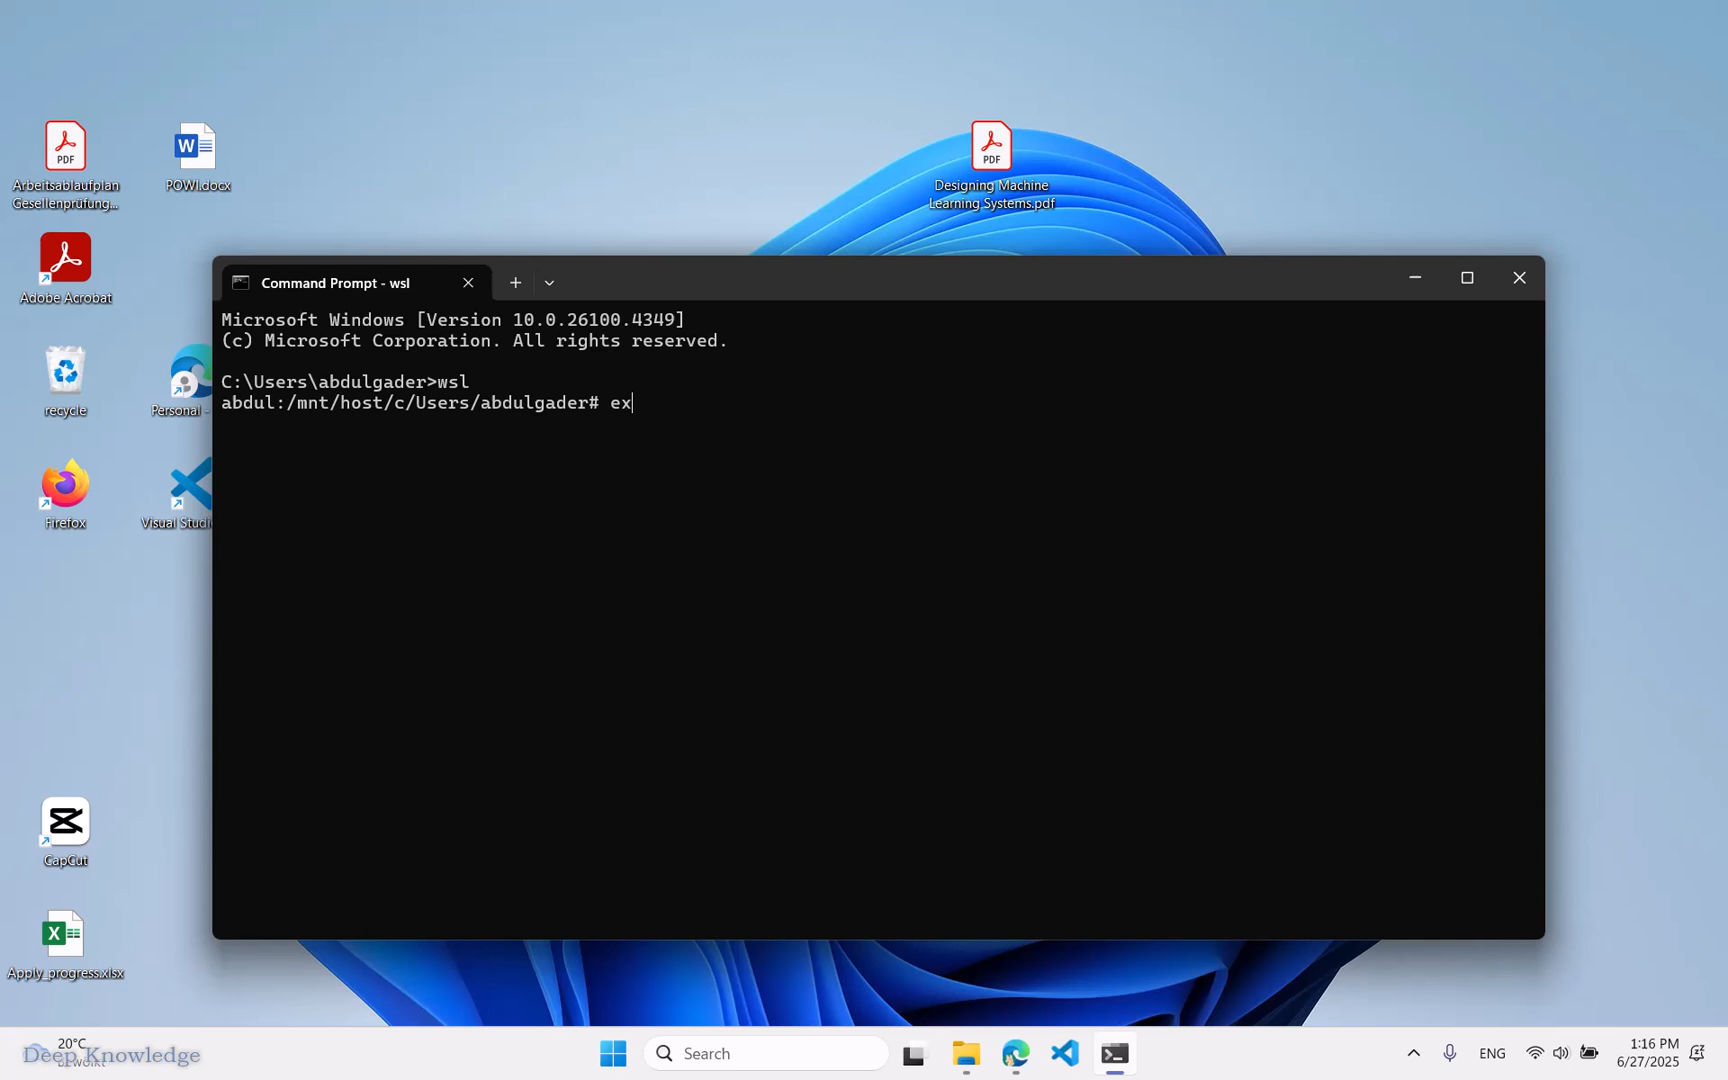 PDF
Arbeitsablaufplan
Gesellenprüfung...
W
POWI.docx
PDF
Designing Machine
Learning Systems.pdf
Adobe Acrobat
recycle
Personal -
Firefox
Visual Studi
CapCut
X
Apply_progress.xlsx
Command Prompt - wsl
Microsoft Windows [Version 10.0.26100.4349]
(c) Microsoft Corporation. All rights reserved.
C:\Users\abdulgader>wsl
abdul:/mnt/host/c/Users/abdulgader# ex
20°C
Deep Knowledge
Search
ENG
1:16 PM
6/27/2025